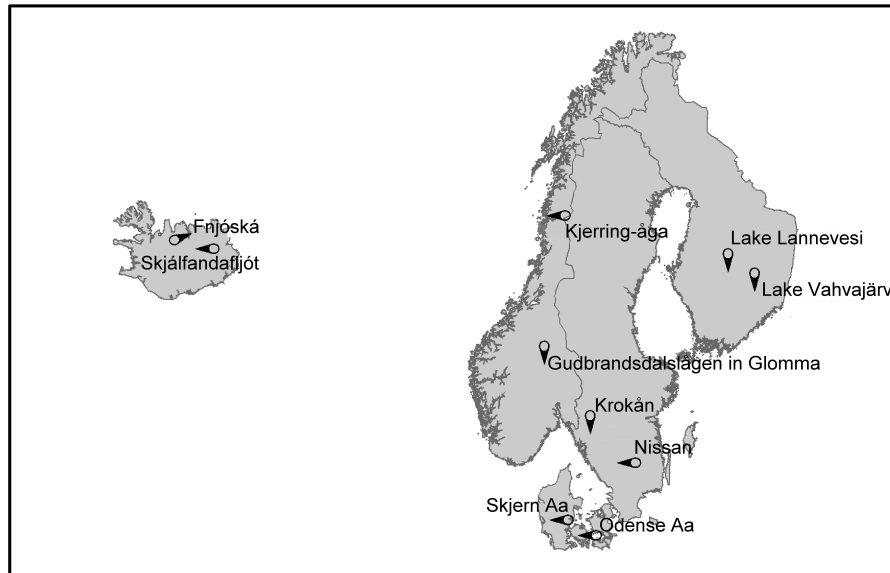 Fnjóská
Skjálfandafljót
Kjerring-åga
Lake Lannevesi
Lake Vahvajärv
Gudbrandsdalslågen in Glomma
Krokån
Nissan
Skjern Aa
Odense Aa